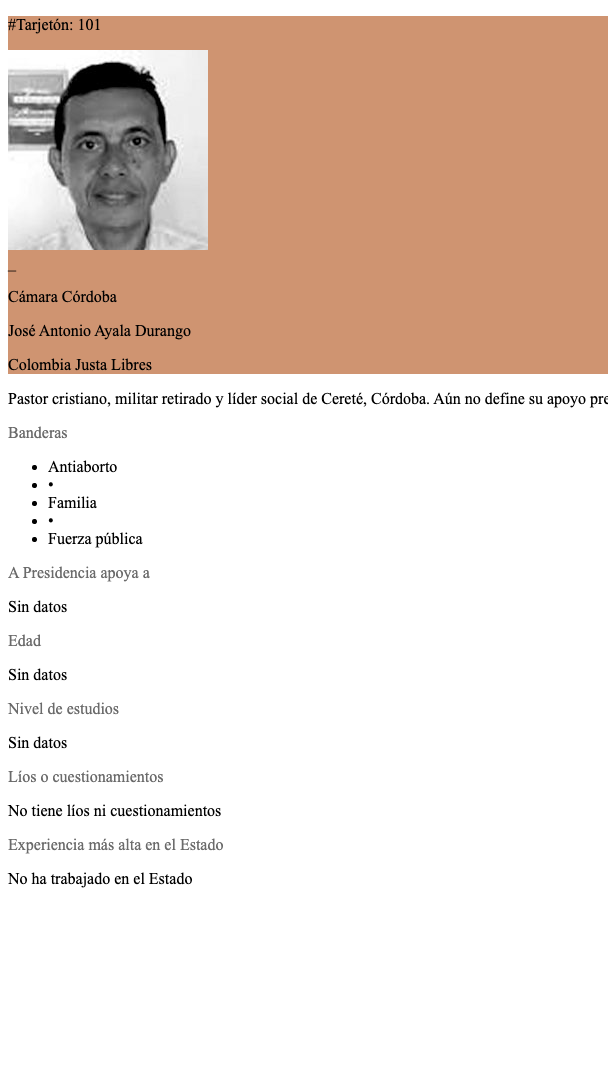 #Tarjetón: 101
_
Cámara Córdoba
José Antonio Ayala Durango
Colombia Justa Libres
Pastor cristiano, militar retirado y líder social de Cereté, Córdoba. Aún no define su apoyo pre
Banderas
• Antiaborto
• •
• Familia
• •
• Fuerza pública
A Presidencia apoya a
Sin datos
Edad
Sin datos
Nivel de estudios
Sin datos
Líos o cuestionamientos
No tiene líos ni cuestionamientos
Experiencia más alta en el Estado
No ha trabajado en el Estado